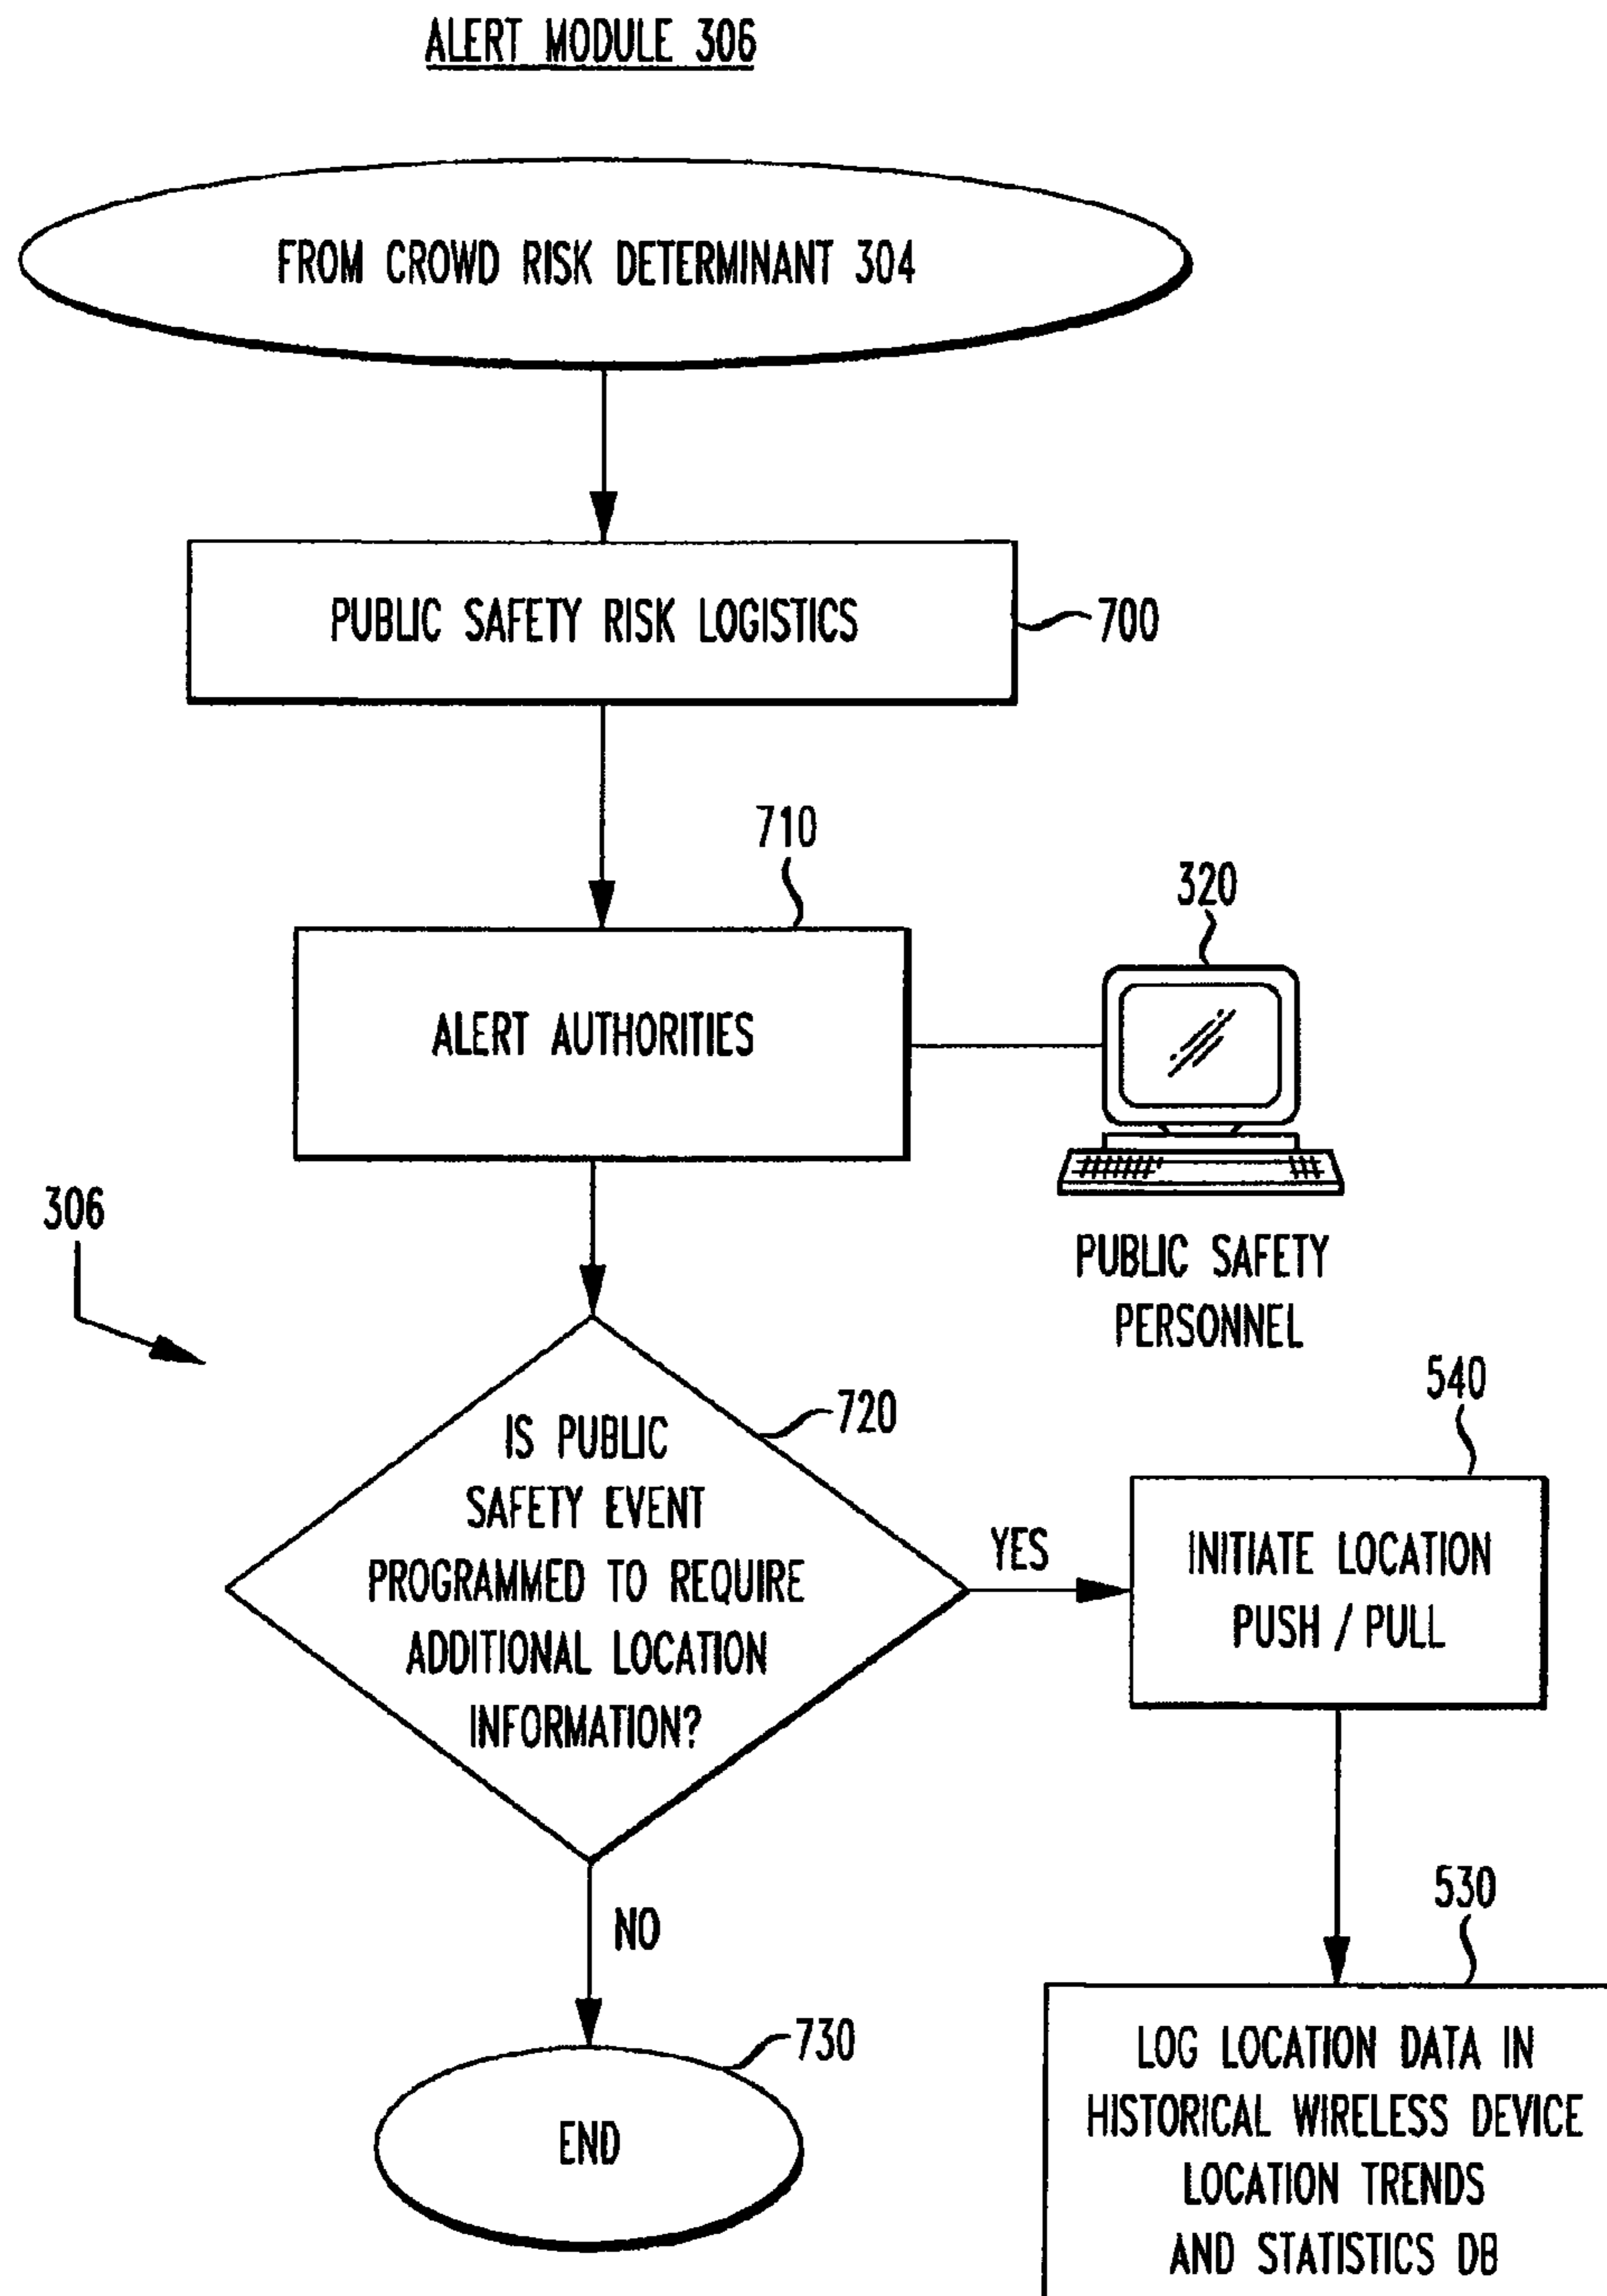 ALERT MODULE 306
FROM CROWD RISK DETERMINANT 304
PUBLIC SAFETY RISK LOGISTICS
700
710
ALERT AUTHORITIES
320
PUBLIC SAFETY
PERSONNEL
306
720
IS PUBLIC
SAFETY EVENT
PROGRAMMED TO REQUIRE
ADDITIONAL LOCATION
INFORMATION?
YES
540
INITIATE LOCATION
PUSH / PULL
NO
530
LOG LOCATION DATA IN
HISTORICAL WIRELESS DEVICE
LOCATION TRENDS
AND STATISTICS DB
730
END